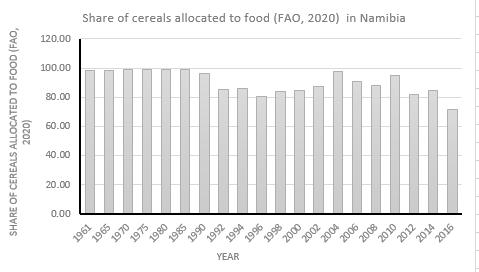 Share of cereals allocated to food (FAO, 2020)  in Namibia
SHARE OF CEREALS ALLOCATED TO FOOD (FAO,
2020)
120.00
100.00
80.00
60.00
40.00
20.00
0.00
1961 1965 1970 1975 1980 1985 1990 1992 1994 1996 1998 2000 2002 2004 2006 2008 2010 2012 2014 2016
YEAR